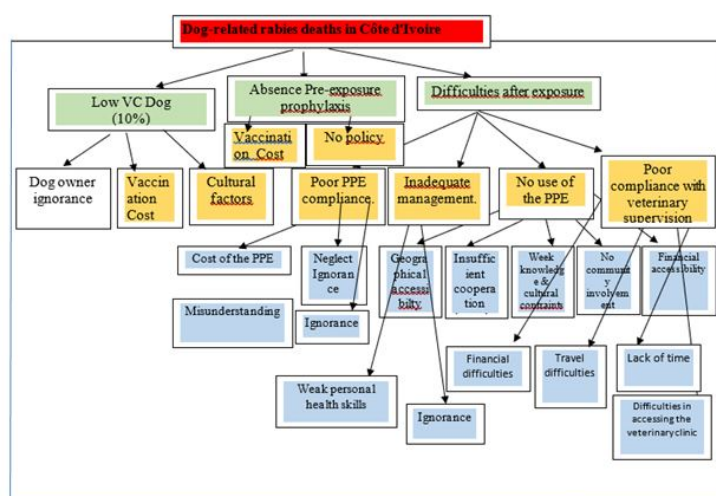 Dog-related rabies deaths in Côte d'Ivoire
Low VC Dog
(10%)
Absence Pre-exposure
prophylaxis
Difficulties after exposure
Vaccinati
on Cost
No policy
Dog owner
ignorance
Vaccin
ation
Cost
Cultural
factors
Poor PPE
compliance.
Inadequate
management.
No use of
the PPE
Poor
compliance with
veterinary
supervision
Cost of the PPE
Neglect
Ignoran
ce
Geogra
phical
accessi
bilty
Insuffic
ient
coopera
tion
Week
knowledg
e &
cultural
contraints
No
communi
ty
involvem
ent
Financial
accessibility
Misunderstanding
Ignorance
Financial
difficulties
Travel
difficulties
Lack of time
Weak personal
health skills
Ignorance
Difficulties in
accessing the
veterinary clinic